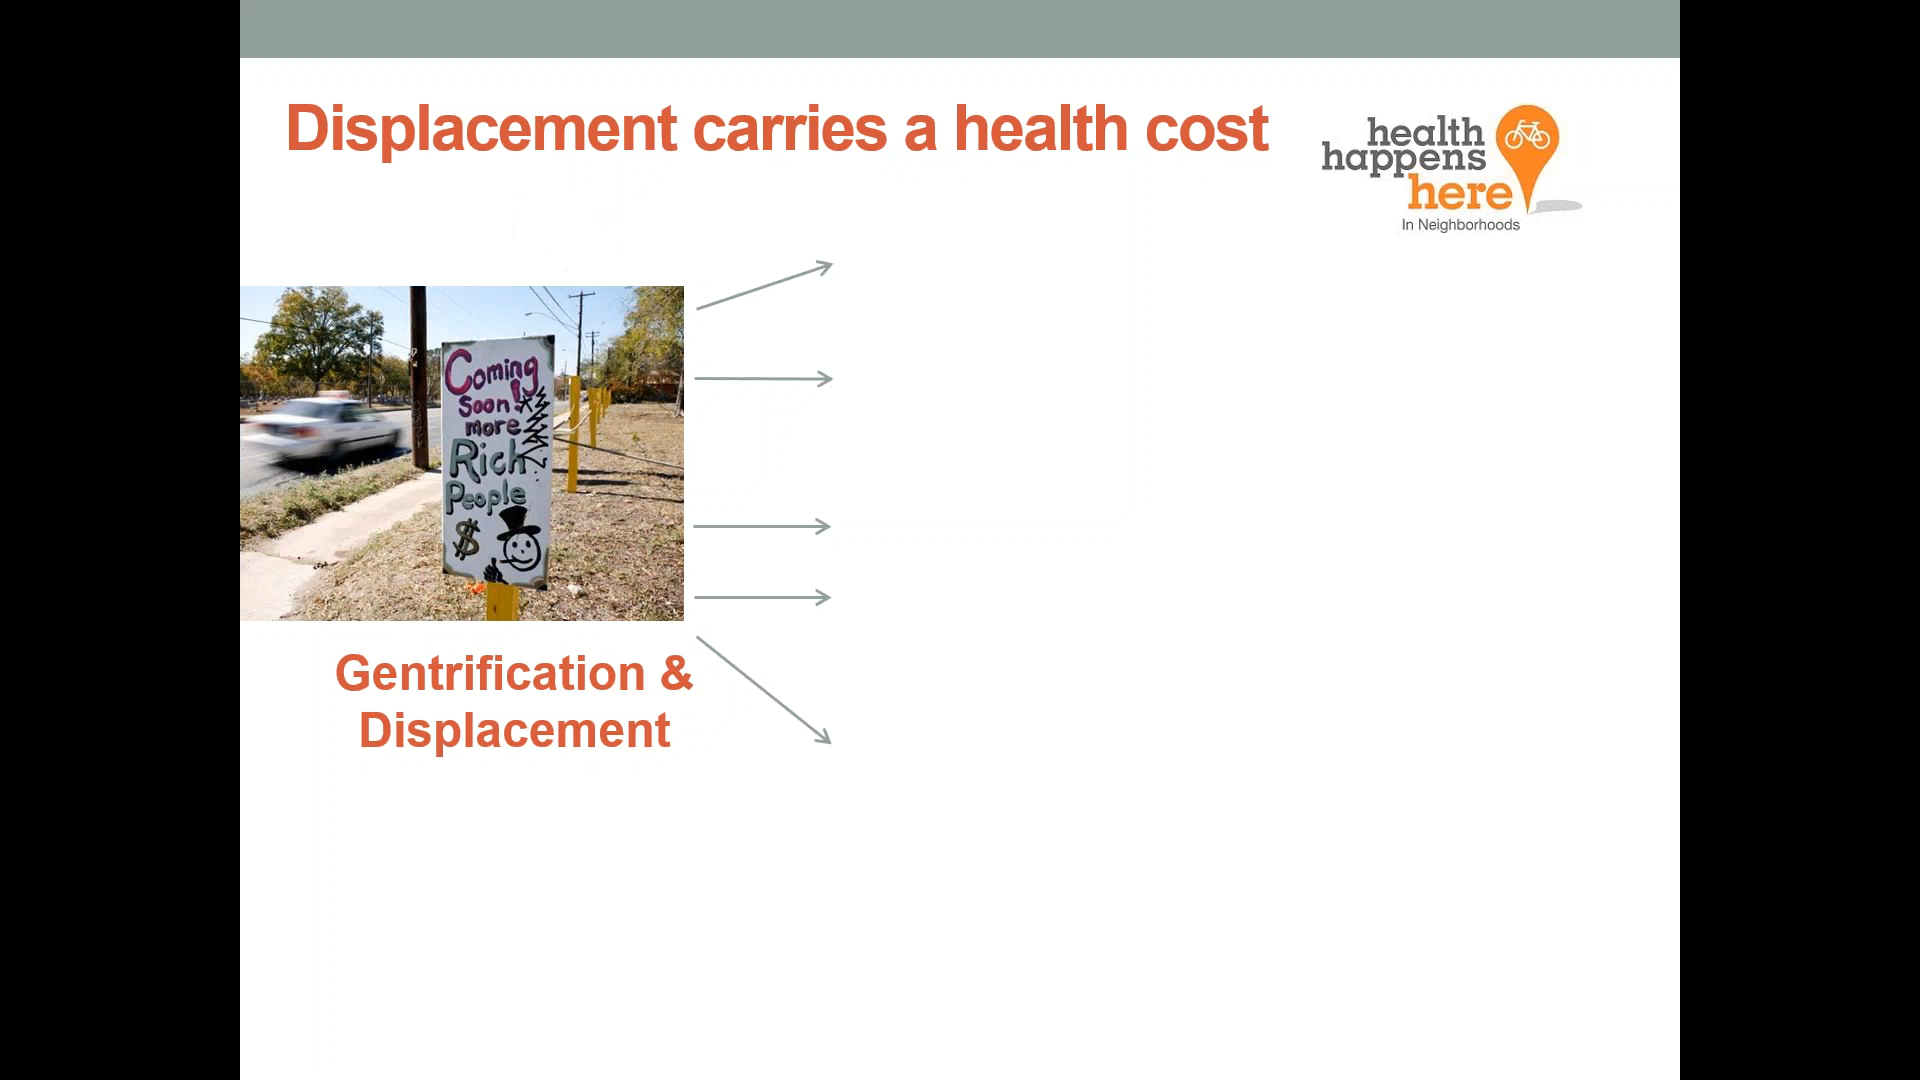 Displacement carries a health cost
health
happens
here
In Neighborhoods
Coming
Soon!
more
Rich
People
$
Gentrification &
Displacement